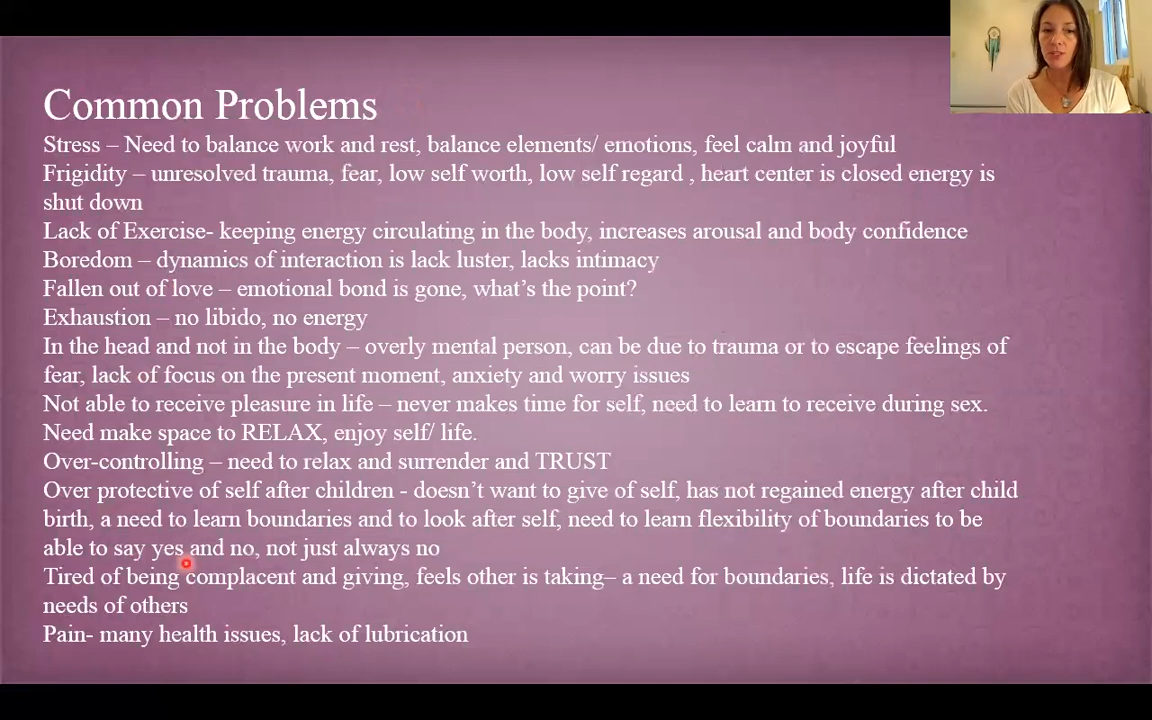 Common Problems
Stress – Need to balance work and rest, balance elements/ emotions, feel calm and joyful
Frigidity – unresolved trauma, fear, low self worth, low self regard , heart center is closed energy is
shut down
Lack of Exercise- keeping energy circulating in the body, increases arousal and body confidence
Boredom – dynamics of interaction is lack luster, lacks intimacy
Fallen out of love – emotional bond is gone, what’s the point?
Exhaustion – no libido, no energy
In the head and not in the body – overly mental person, can be due to trauma or to escape feelings of
fear, lack of focus on the present moment, anxiety and worry issues
Not able to receive pleasure in life – never makes time for self, need to learn to receive during sex.
Need make space to RELAX, enjoy self/ life.
Over-controlling – need to relax and surrender and TRUST
Over protective of self after children - doesn’t want to give of self, has not regained energy after child
birth, a need to learn boundaries and to look after self, need to learn flexibility of boundaries to be
able to say yes and no, not just always no
Tired of being complacent and giving, feels other is taking– a need for boundaries, life is dictated by
needs of others
Pain- many health issues, lack of lubrication